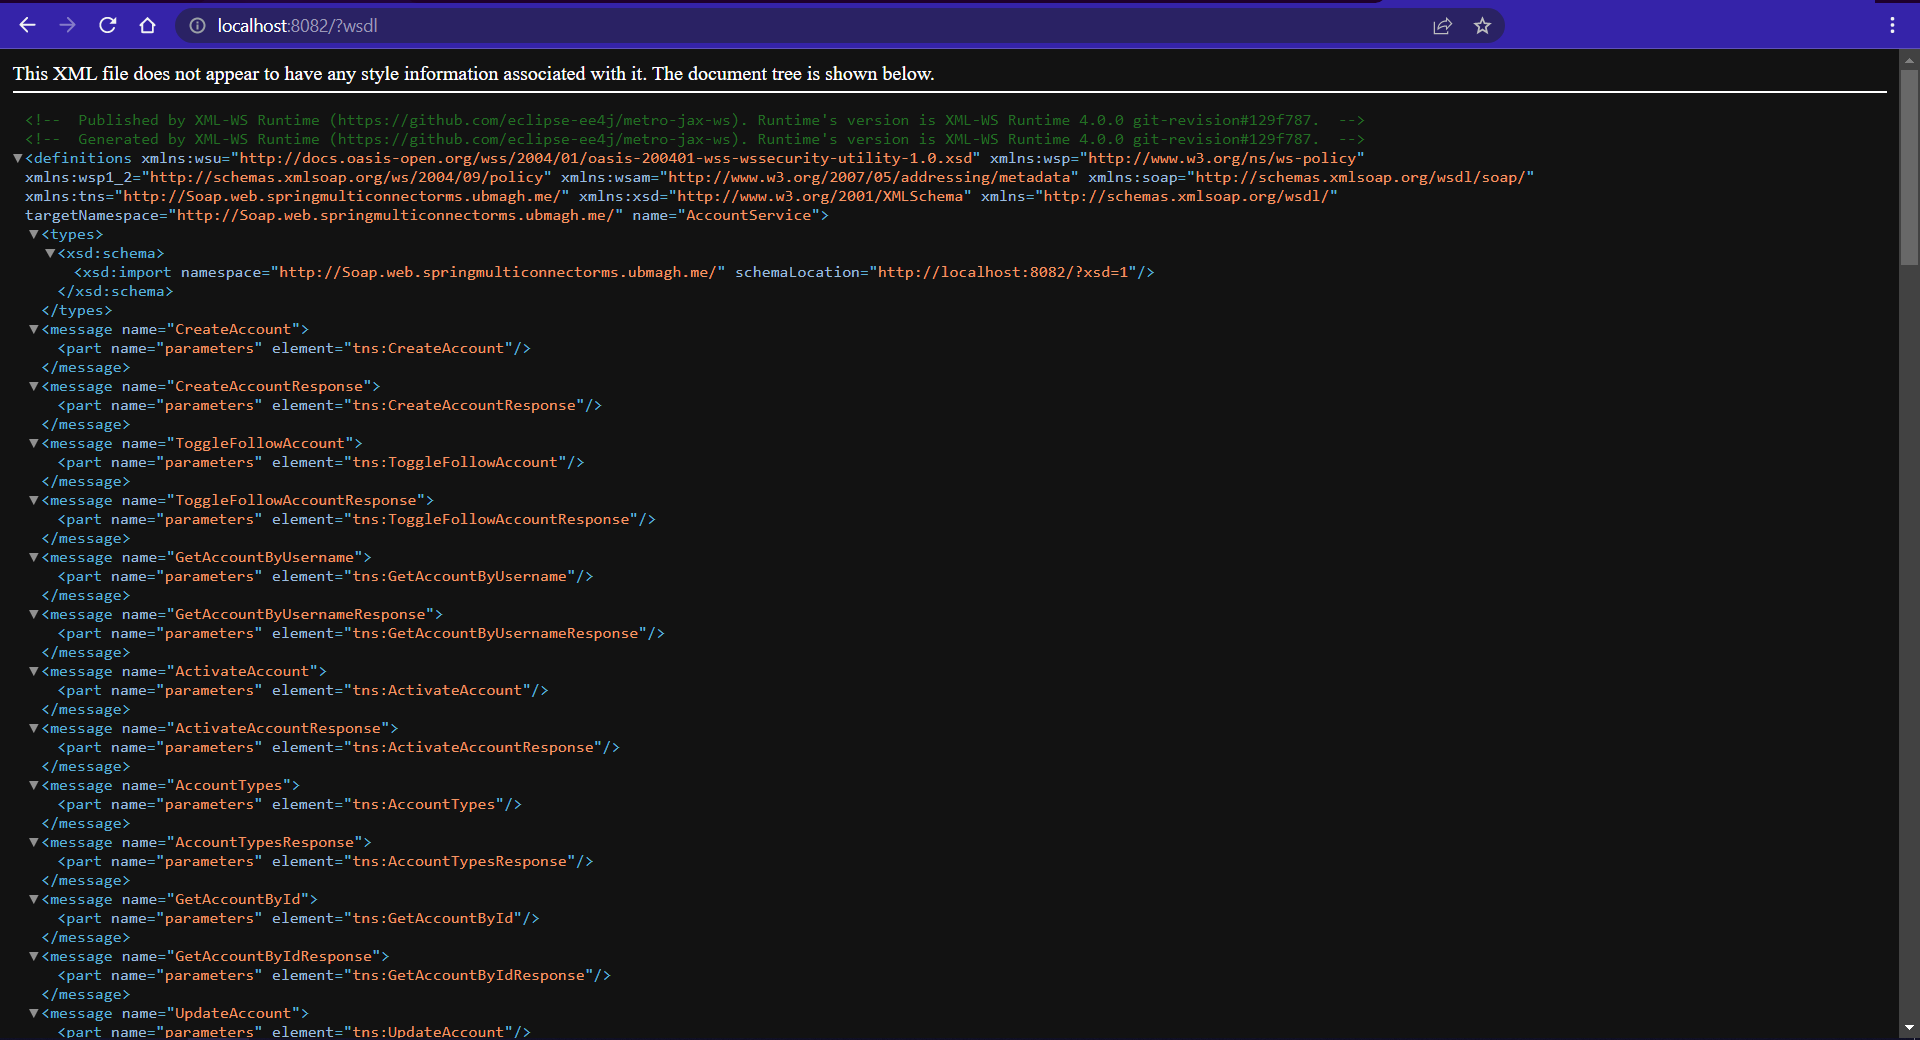 localhost:8082/?wsdl
This XML file does not appear to have any style information associated with it. The document tree is shown below.
<!--  Published by XML-WS Runtime (https://github.com/eclipse-ee4j/metro-jax-ws). Runtime's version is XML-WS Runtime 4.0.0 git-revision#129f787.  -->
<!--  Generated by XML-WS Runtime (https://github.com/eclipse-ee4j/metro-jax-ws). Runtime's version is XML-WS Runtime 4.0.0 git-revision#129f787.  -->
▼<definitions xmlns:wsu="http://docs.oasis-open.org/wss/2004/01/oasis-200401-wss-wssecurity-utility-1.0.xsd" xmlns:wsp="http://www.w3.org/ns/ws-policy"
xmlns:wsp1_2="http://schemas.xmlsoap.org/ws/2004/09/policy" xmlns:wsam="http://www.w3.org/2007/05/addressing/metadata" xmlns:soap="http://schemas.xmlsoap.org/wsdl/soap/"
xmlns:tns="http://Soap.web.springmulticonnectorms.ubmagh.me/" xmlns:xsd="http://www.w3.org/2001/XMLSchema" xmlns="http://schemas.xmlsoap.org/wsdl/"
targetNamespace="http://Soap.web.springmulticonnectorms.ubmagh.me/" name="AccountService">
▼<types>
▼<xsd:schema>
<xsd:import namespace="http://Soap.web.springmulticonnectorms.ubmagh.me/" schemaLocation="http://localhost:8082/?xsd=1"/>
</xsd:schema>
</types>
▼<message name="CreateAccount">
<part name="parameters" element="tns:CreateAccount"/>
</message>
▼<message name="CreateAccountResponse">
<part name="parameters" element="tns:CreateAccountResponse"/>
</message>
▼<message name="ToggleFollowAccount">
<part name="parameters" element="tns:ToggleFollowAccount"/>
</message>
▼<message name="ToggleFollowAccountResponse">
<part name="parameters" element="tns:ToggleFollowAccountResponse"/>
</message>
▼<message name="GetAccountByUsername">
<part name="parameters" element="tns:GetAccountByUsername"/>
</message>
▼<message name="GetAccountByUsernameResponse">
<part name="parameters" element="tns:GetAccountByUsernameResponse"/>
</message>
▼<message name="ActivateAccount">
<part name="parameters" element="tns:ActivateAccount"/>
</message>
▼<message name="ActivateAccountResponse">
<part name="parameters" element="tns:ActivateAccountResponse"/>
</message>
▼<message name="AccountTypes">
<part name="parameters" element="tns:AccountTypes"/>
</message>
▼<message name="AccountTypesResponse">
<part name="parameters" element="tns:AccountTypesResponse"/>
</message>
▼<message name="GetAccountById">
<part name="parameters" element="tns:GetAccountById"/>
</message>
▼<message name="GetAccountByIdResponse">
<part name="parameters" element="tns:GetAccountByIdResponse"/>
</message>
▼<message name="UpdateAccount">
<part name="parameters" element="tns:UpdateAccount"/>